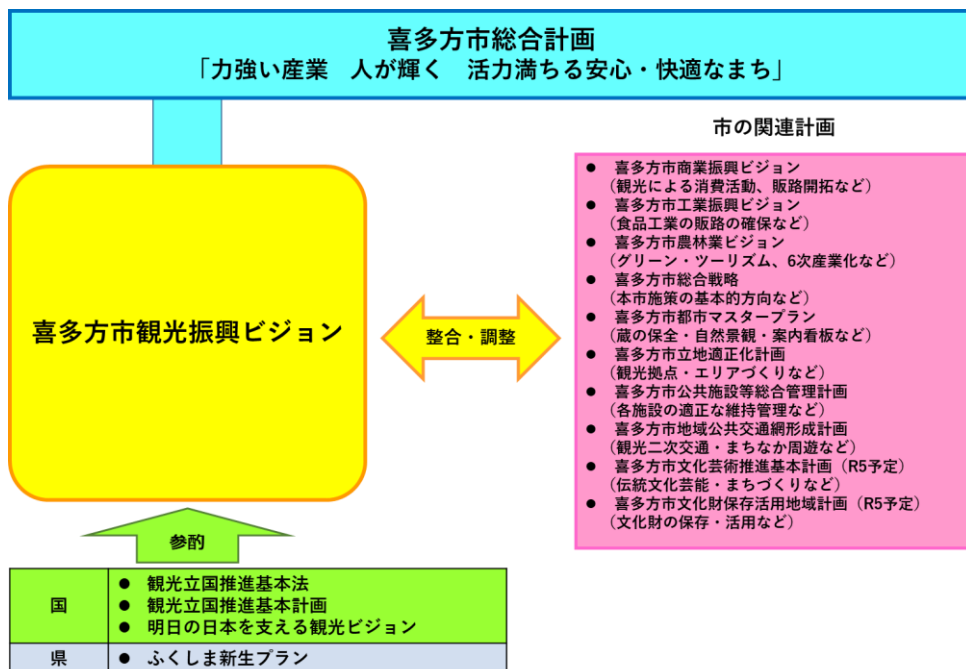 喜多方市総合計画
「力強い産業　人が輝く　活力満ちる安心・快適なまち」
市の関連計画
● 喜多方市商業振興ビジョン
（観光による消費活動、販路開拓など）
● 喜多方市工業振興ビジョン
（食品工業の販路の確保など）
● 喜多方市農林業ビジョン
（グリーン・ツーリズム、6次産業化など）
● 喜多方市総合戦略
（本市施策の基本的方向など）
● 喜多方市都市マスタープラン
（蔵の保全・自然景観・案内看板など）
● 喜多方市立地適正化計画
（観光拠点・エリアづくりなど）
● 喜多方市公共施設等総合管理計画
（各施設の適正な維持管理など）
● 喜多方市地域公共交通網形成計画
（観光二次交通・まちなか周遊など）
● 喜多方市文化芸術推進基本計画（R5予定）
（伝統文化芸能・まちづくりなど）
● 喜多方市文化財保存活用地域計画（R5予定）
（文化財の保存・活用など）
喜多方市観光振興ビジョン
整合・調整
参酌
国
● 観光立国推進基本法
● 観光立国推進基本計画
● 明日の日本を支える観光ビジョン
県
● ふくしま新生プラン